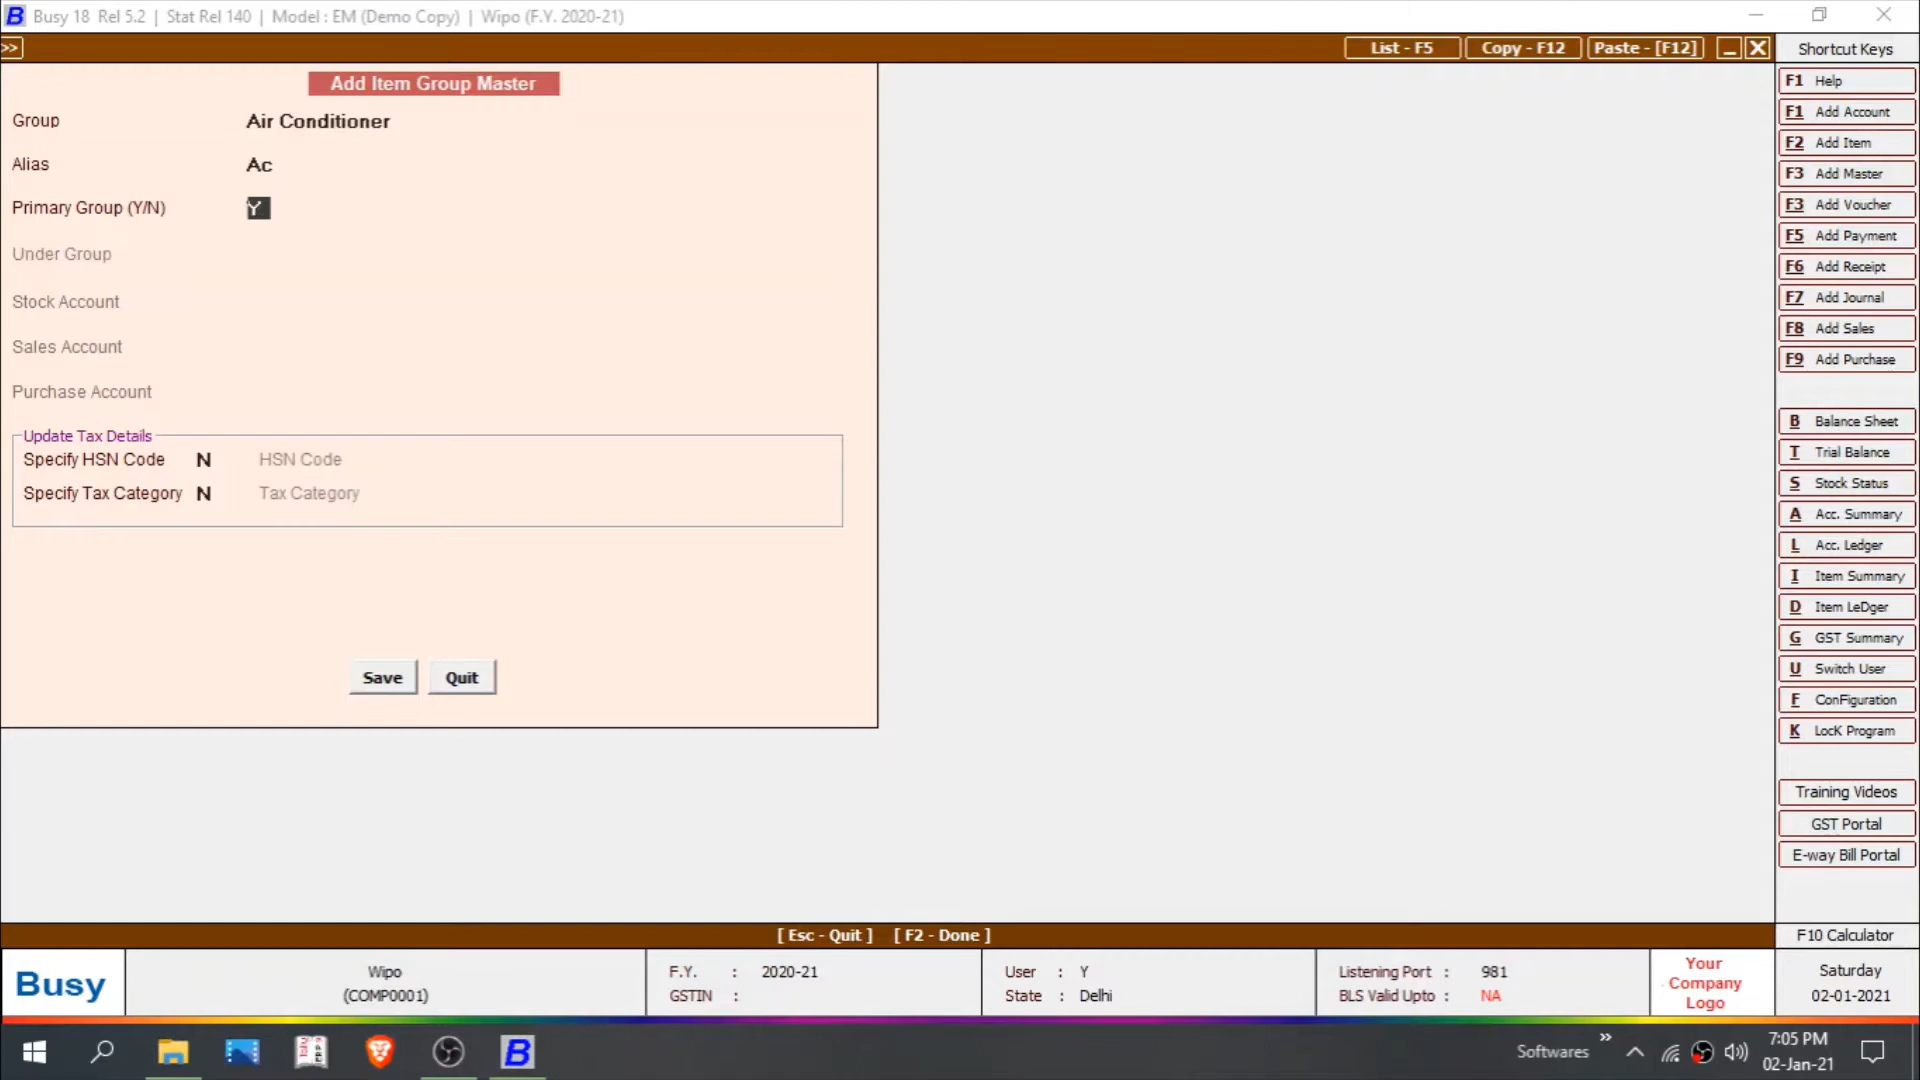 B Busy 18 Rel 5.2 | Stat Rel 140 | Model : EM (Demo Copy) | Wipo (F.Y. 2020-21)
>> List - F5 Copy - F12 Paste - [F12] Shortcut Keys
Add Item Group Master
Group Air Conditioner
Alias Ac
Primary Group (Y/N) Y
Under Group
Stock Account
Sales Account
Purchase Account
Update Tax Details
Specify HSN Code N HSN Code
Specify Tax Category N Tax Category
Save Quit
F1 Help
F1 Add Account
F2 Add Item
F3 Add Master
F3 Add Voucher
F5 Add Payment
F6 Add Receipt
F7 Add Journal
F8 Add Sales
F9 Add Purchase
B Balance Sheet
T Trial Balance
S Stock Status
A Acc. Summary
L Acc. Ledger
I Item Summary
D Item LeDger
G GST Summary
U Switch User
F ConFiguration
K LocK Program
Training Videos
GST Portal
E-way Bill Portal
[ Esc - Quit ] [ F2 - Done ]
F10 Calculator
Busy
Wipo
(COMP0001)
F.Y. : 2020-21
GSTIN :
User : Y
State : Delhi
Listening Port : 981
BLS Valid Upto : NA
Your
Company
Logo
Saturday
02-01-2021
B
Softwares
7:05 PM
02-Jan-21